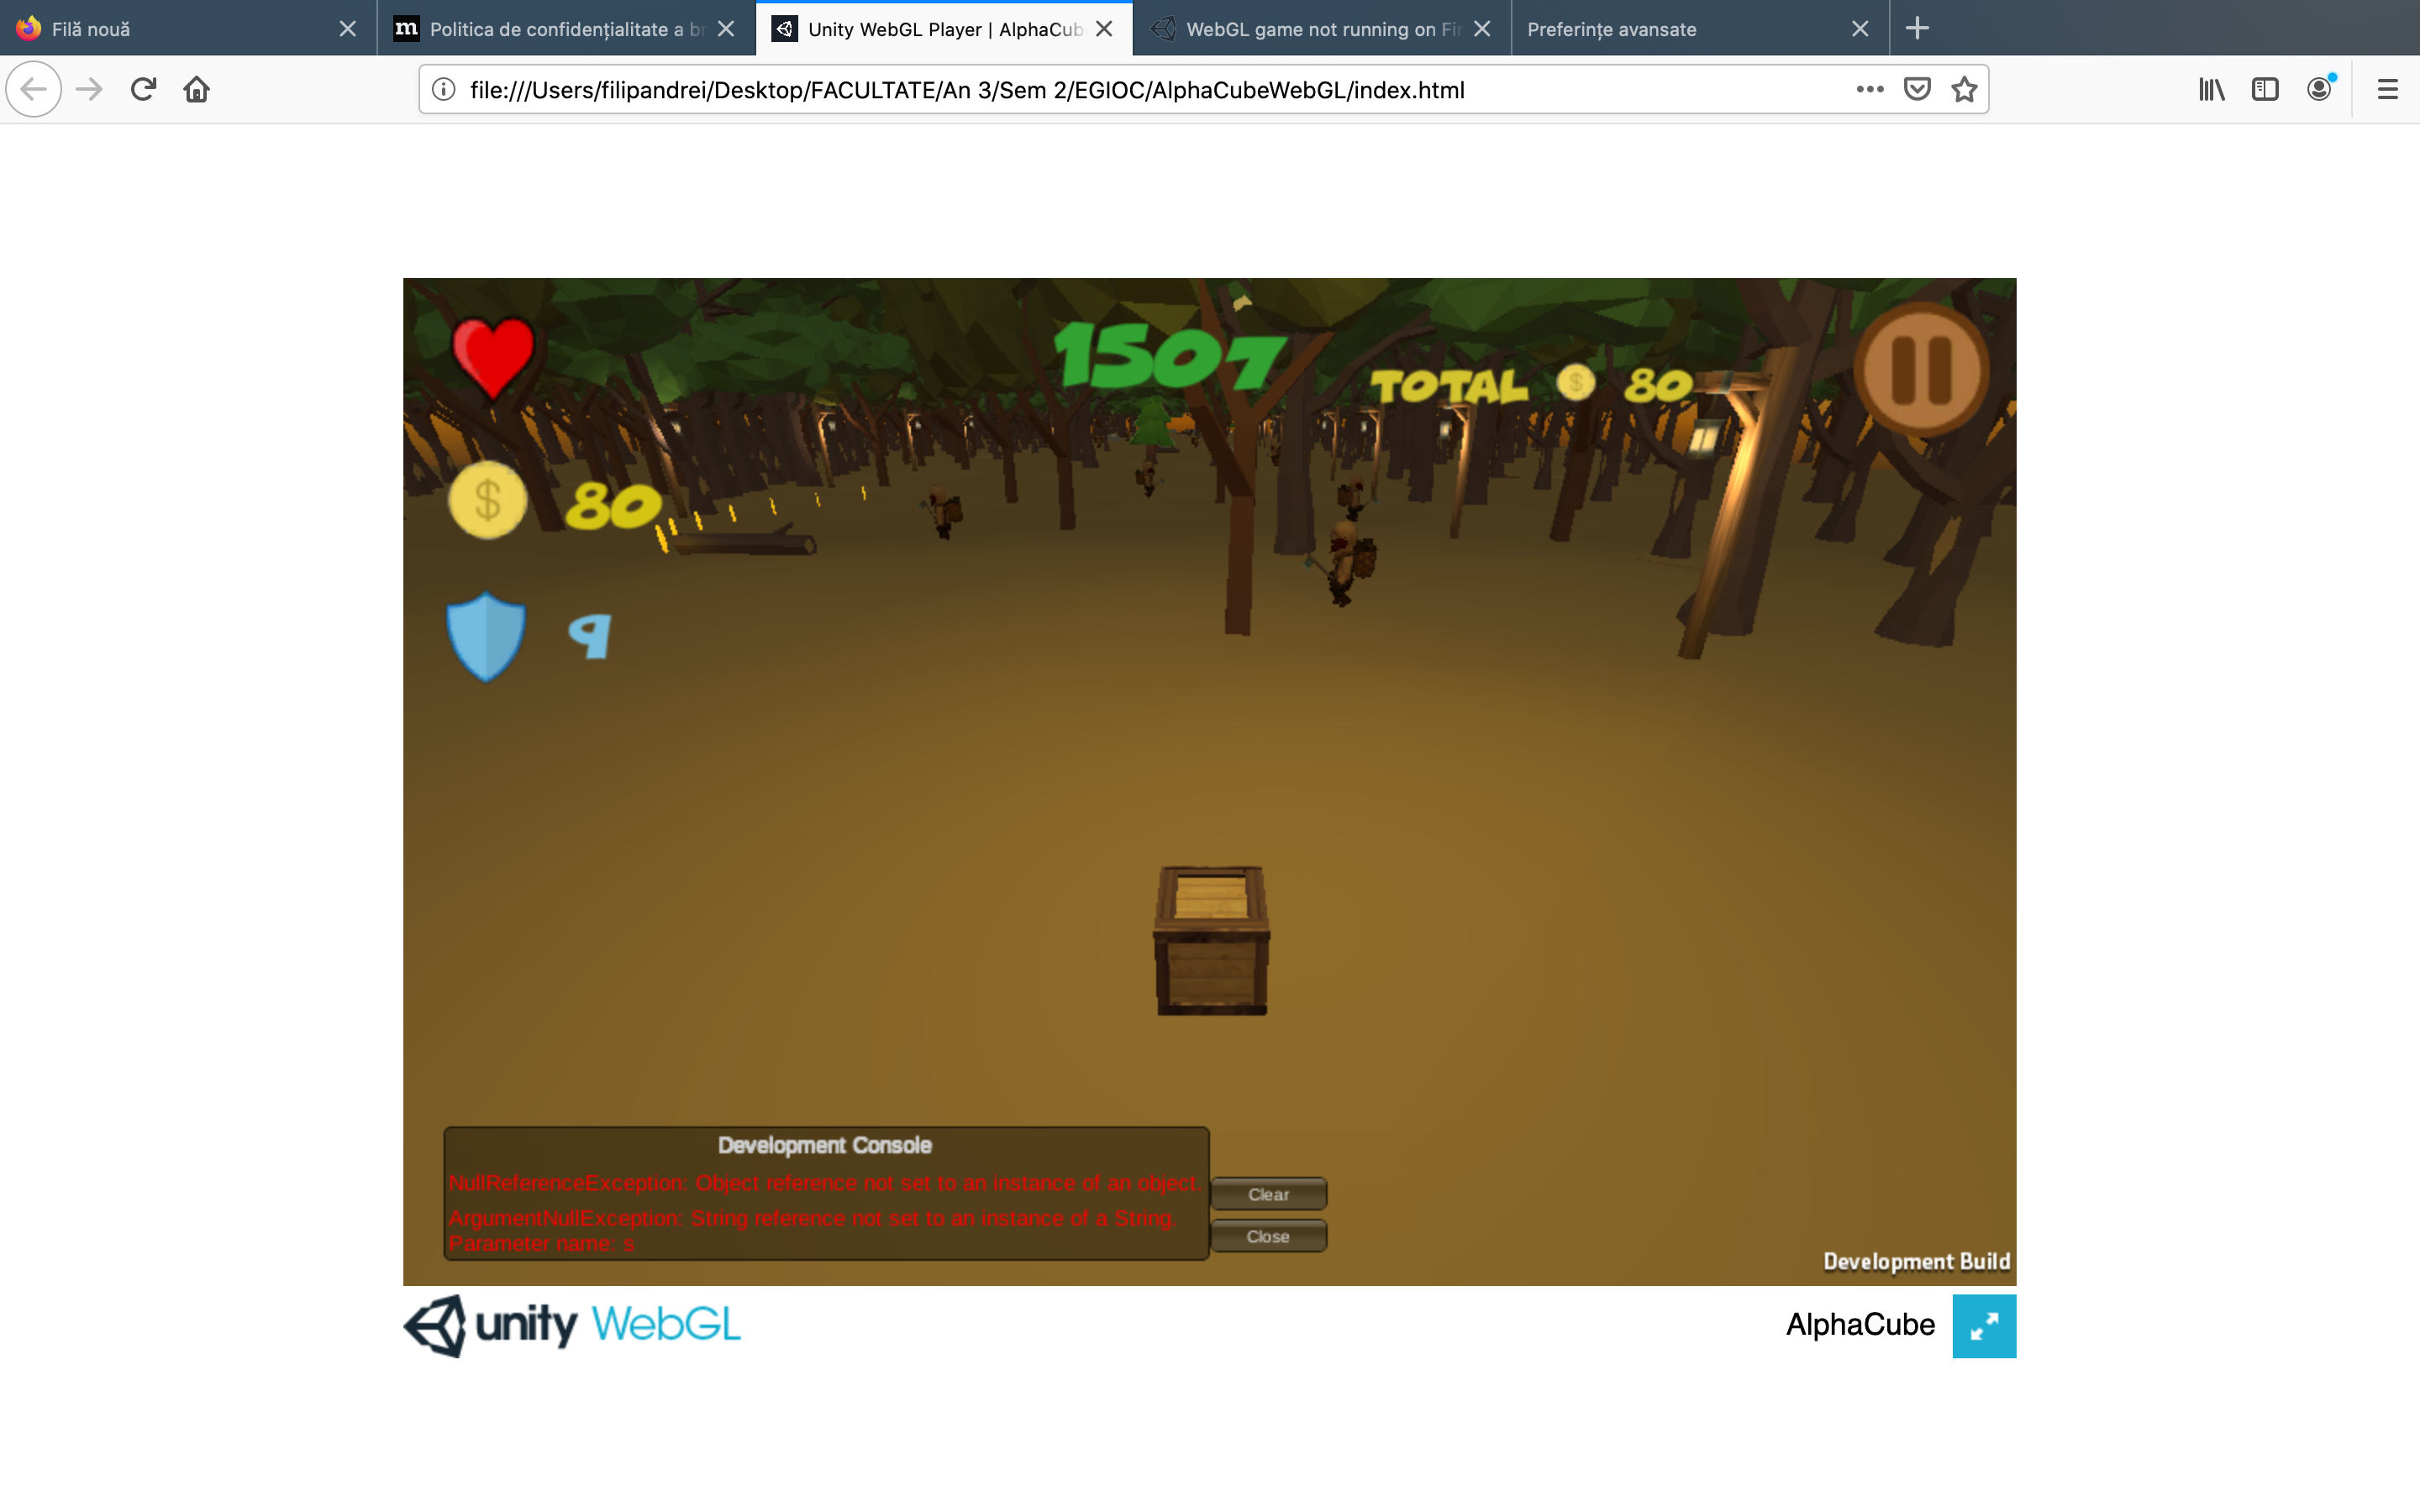 Filă nouă
m Politica de confidențialitate a br
Unity WebGL Player | AlphaCub
WebGL game not running on Fir
Preferințe avansate
file:///Users/filipandrei/Desktop/FACULTATE/An 3/Sem 2/EGIOC/AlphaCubeWebGL/index.html
1507
TOTAL $ 80
$ 80
9
Development Console
NullReferenceException: Object reference not set to an instance of an object.
ArgumentNullException: String reference not set to an instance of a String.
Parameter name: s
Clear
Close
Development Build
unity WebGL
AlphaCube